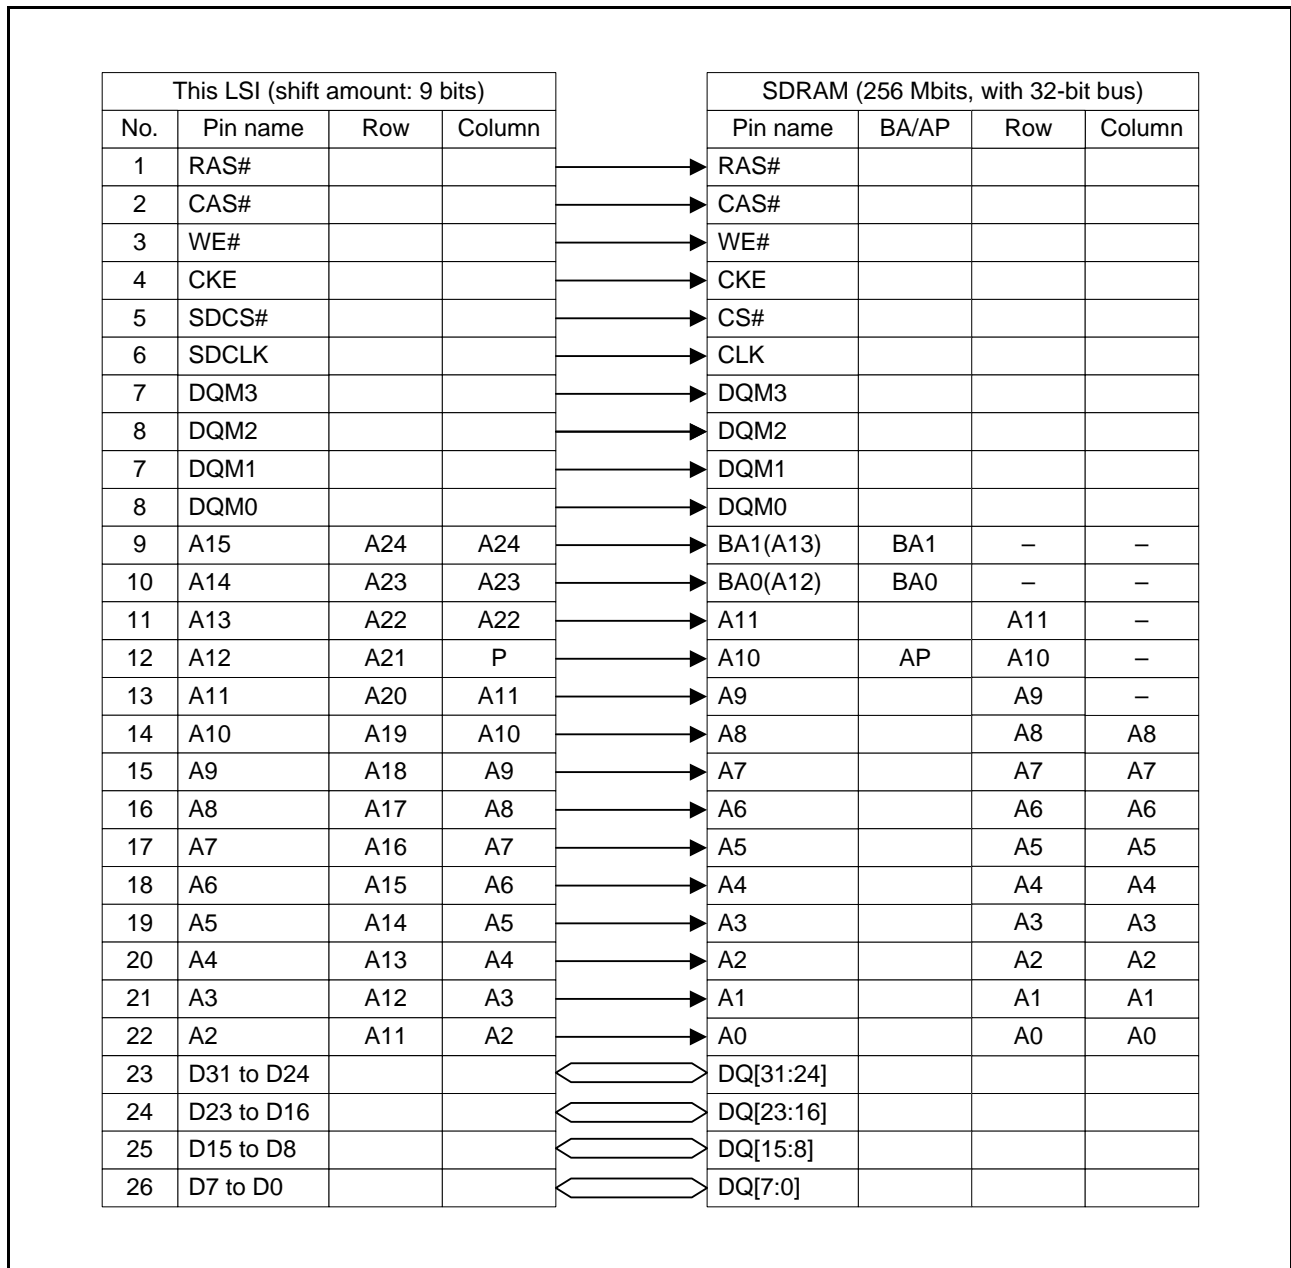 This LSI (shift amount: 9 bits) SDRAM (256 Mbits, with 32-bit bus)
No. Pin name Row Column Pin name BA/AP Row Column
1 RAS# RAS#
2 CAS# CAS#
3 WE# WE#
4 CKE CKE
5 SDCS# CS#
6 SDCLK CLK
7 DQM3 DQM3
8 DQM2 DQM2
7 DQM1 DQM1
8 DQM0 DQM0
9 A15 A24 A24 BA1(A13) BA1 – –
10 A14 A23 A23 BA0(A12) BA0 – –
11 A13 A22 A22 A11 A11 –
12 A12 A21 P A10 AP A10 –
13 A11 A20 A11 A9 A9 –
14 A10 A19 A10 A8 A8 A8
15 A9 A18 A9 A7 A7 A7
16 A8 A17 A8 A6 A6 A6
17 A7 A16 A7 A5 A5 A5
18 A6 A15 A6 A4 A4 A4
19 A5 A14 A5 A3 A3 A3
20 A4 A13 A4 A2 A2 A2
21 A3 A12 A3 A1 A1 A1
22 A2 A11 A2 A0 A0 A0
23 D31 to D24 DQ[31:24]
24 D23 to D16 DQ[23:16]
25 D15 to D8 DQ[15:8]
26 D7 to D0 DQ[7:0]